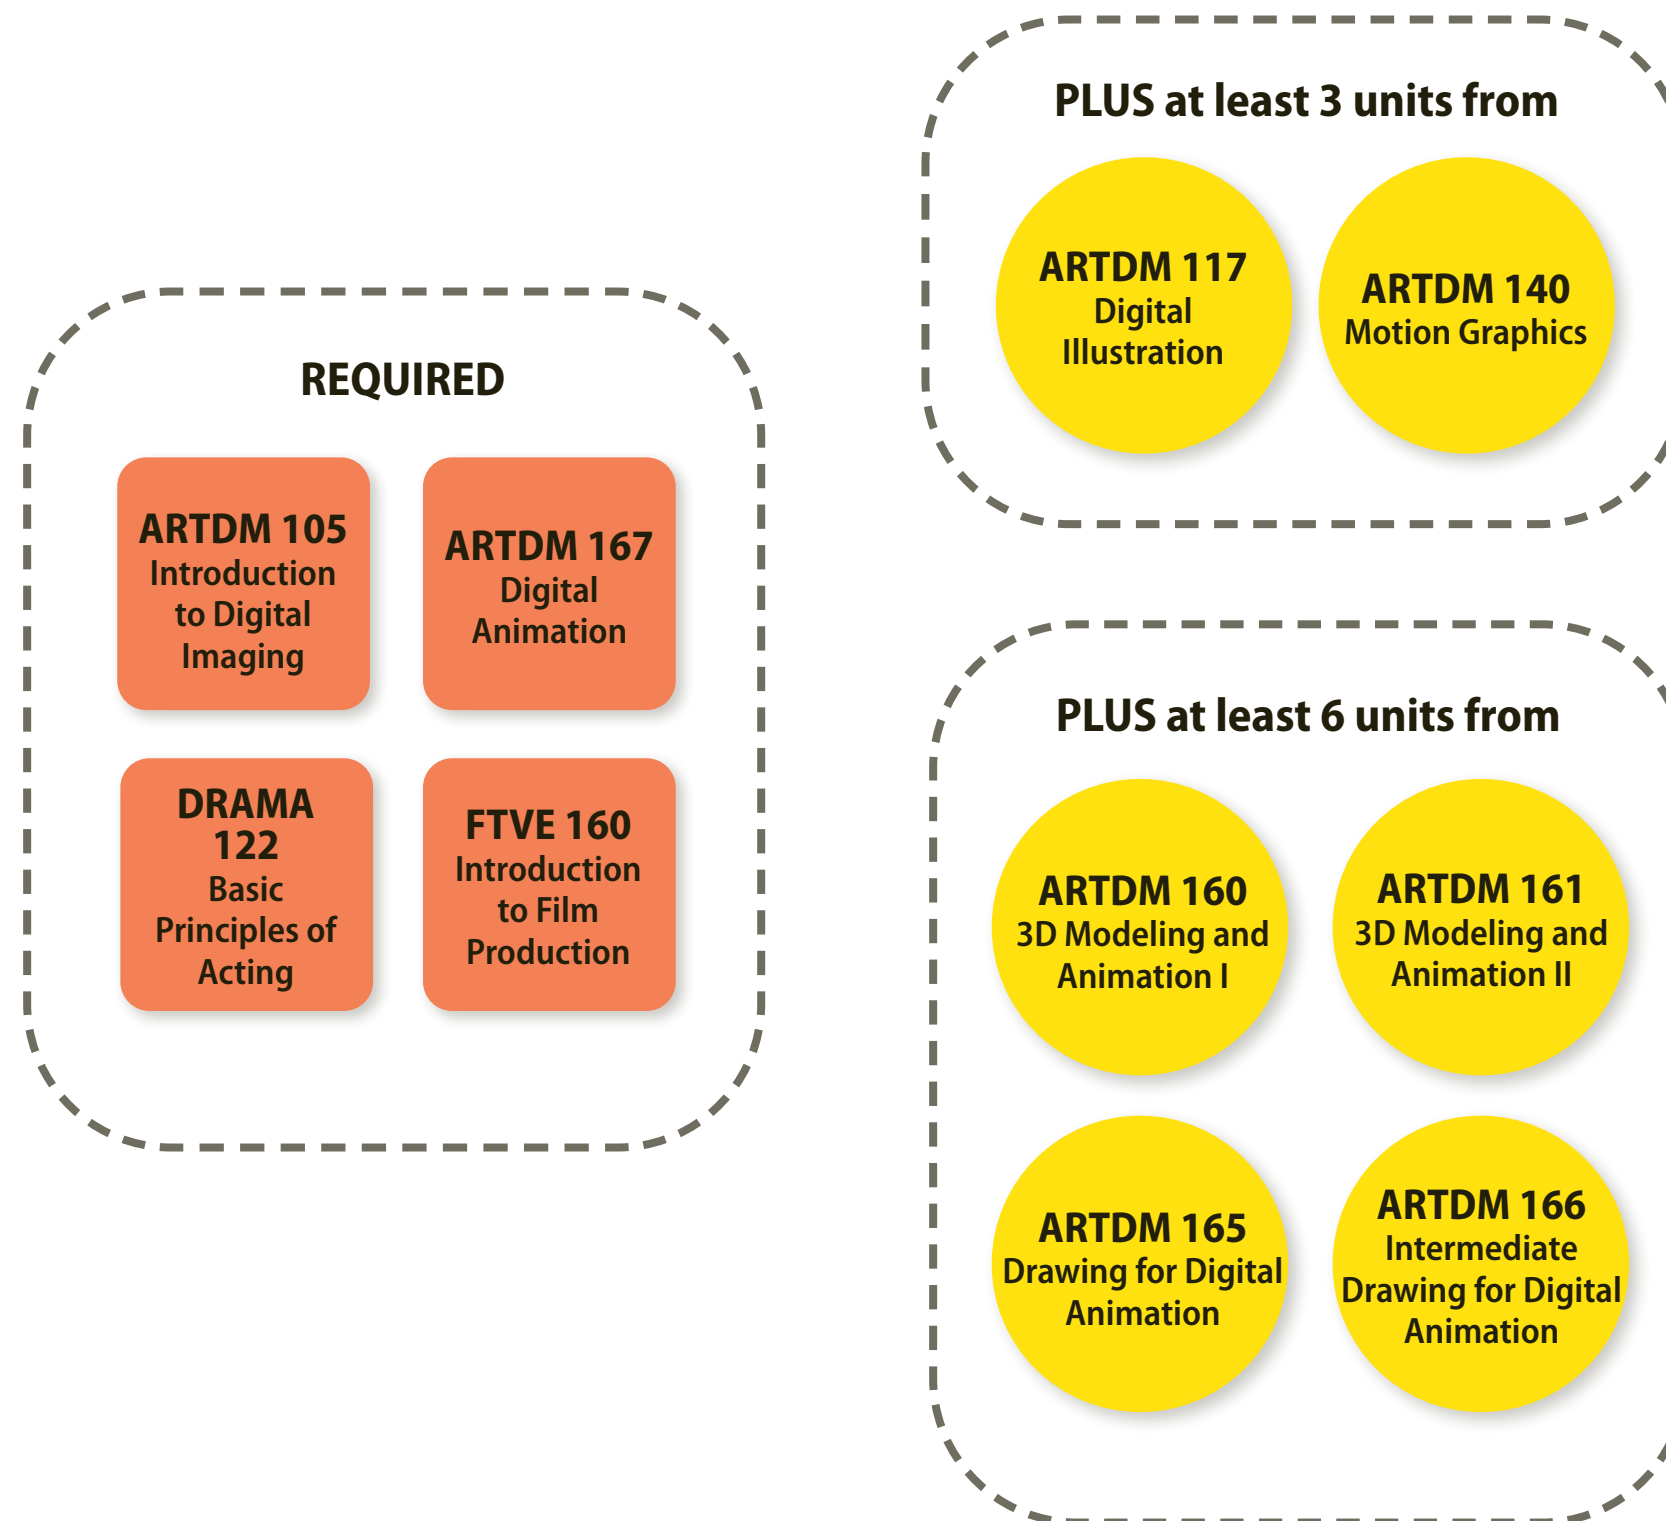 REQUIRED
ARTDM 105
Introduction
to Digital
Imaging
ARTDM 167
Digital
Animation
DRAMA
122
Basic
Principles of
Acting
FTVE 160
Introduction
to Film
Production
PLUS at least 3 units from
ARTDM 117
Digital
Illustration
ARTDM 140
Motion Graphics
PLUS at least 6 units from
ARTDM 160
3D Modeling and
Animation I
ARTDM 161
3D Modeling and
Animation II
ARTDM 165
Drawing for Digital
Animation
ARTDM 166
Intermediate
Drawing for Digital
Animation